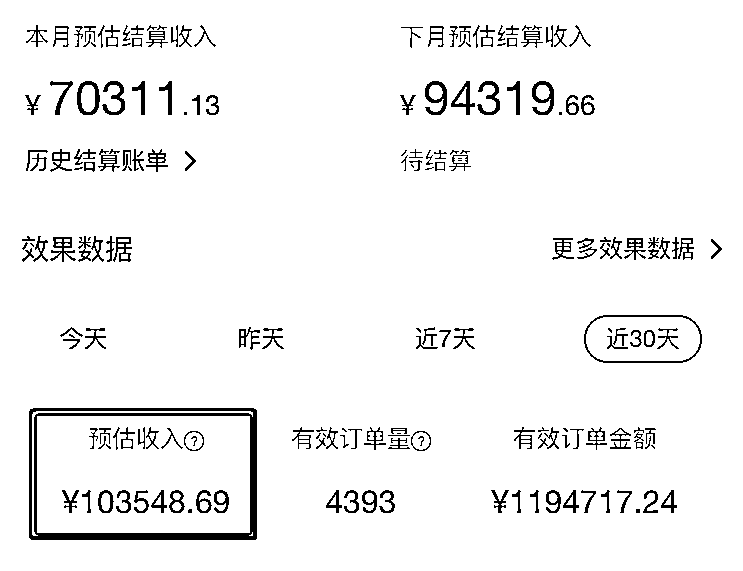 本月预估结算收入 下月预估结算收入
¥70311.13 ¥94319.66
历史结算账单 > 待结算
效果数据 更多效果数据 >
今天 昨天 近7天 近30天
预估收入? 有效订单量? 有效订单金额
¥103548.69 4393 ¥1194717.24